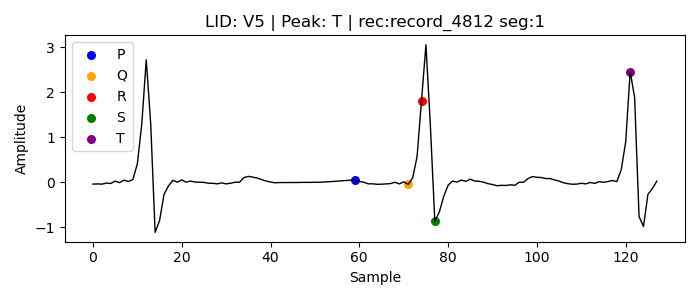 LID: V5 | Peak: T | rec:record_4812 seg:1
P
Q
R
S
T
Amplitude
3
2
1
0
−1
0
20
40
60
80
100
120
Sample